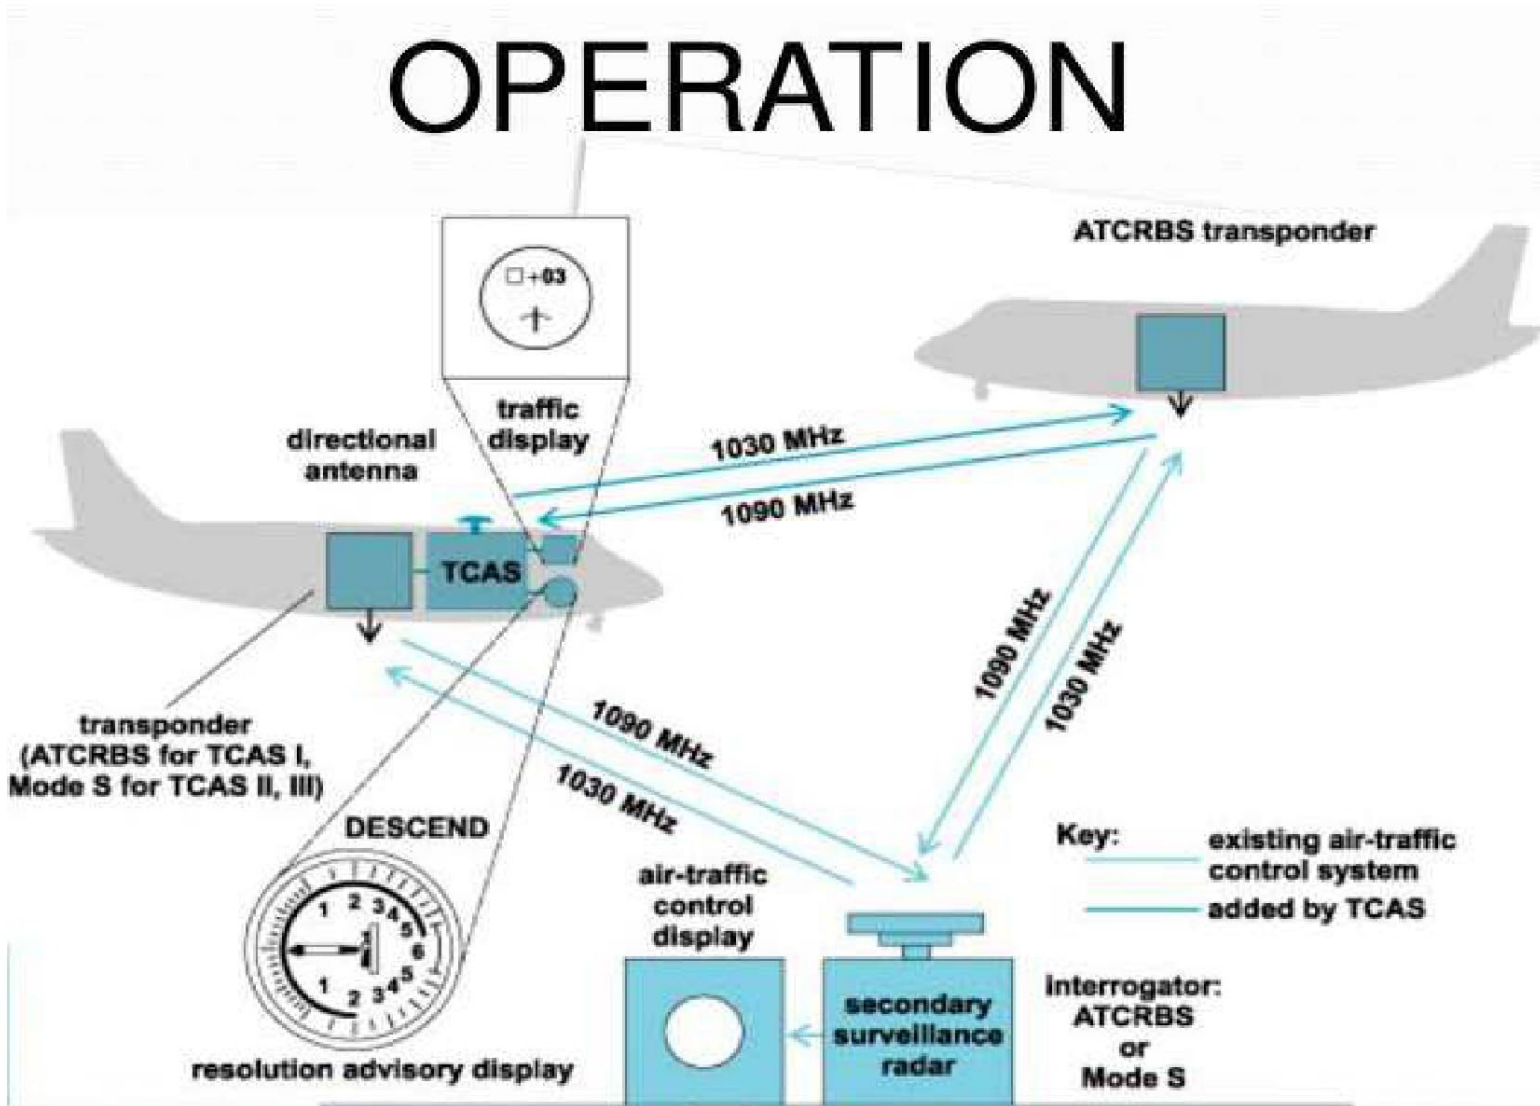 OPERATION
ATCRBS transponder
+03
traffic
display
directional
antenna
1030 MHz
1090 MHz
TCAS
1090 MHz
1030 MHz
transponder
(ATCRBS for TCAS I,
Mode S for TCAS II, III)
1090 MHz
1030 MHz
DESCEND
1 2 3 4 5 6 5 4 3 2 1
resolution advisory display
air-traffic
control
display
secondary
surveillance
radar
Key:
existing air-traffic
control system
added by TCAS
interrogator:
ATCRBS
or
Mode S